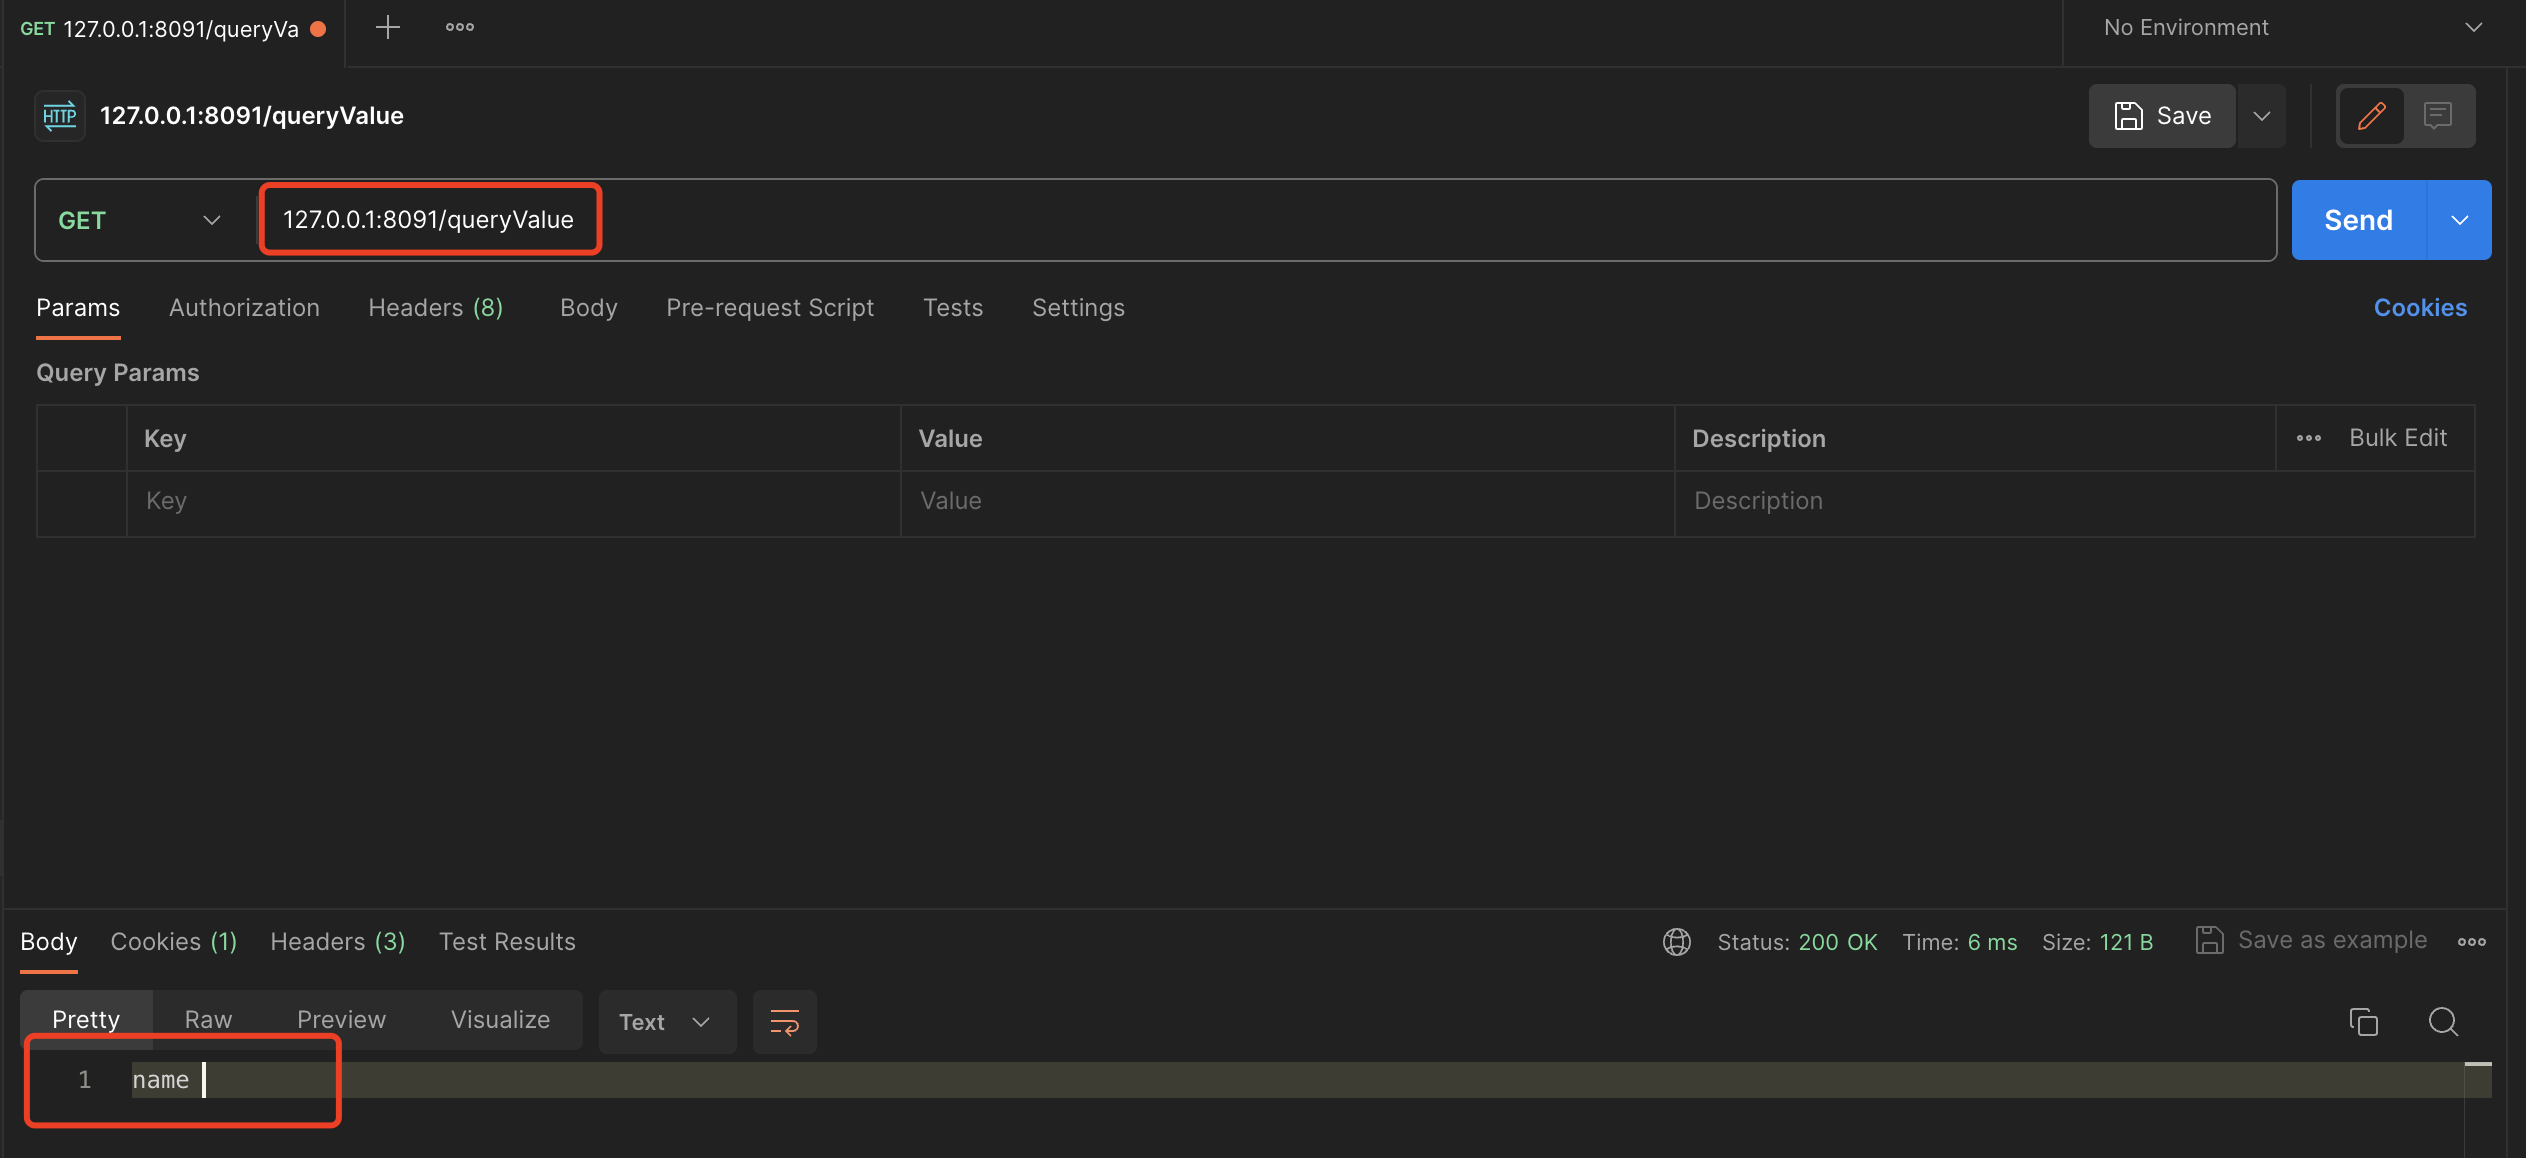 GET 127.0.0.1:8091/queryVa
No Environment
HTTP 127.0.0.1:8091/queryValue
Save
GET 127.0.0.1:8091/queryValue
Send
Params Authorization Headers (8) Body Pre-request Script Tests Settings Cookies
Query Params
Key Value Description Bulk Edit
Key Value Description
Body Cookies (1) Headers (3) Test Results Status: 200 OK Time: 6 ms Size: 121 B Save as example
Pretty Raw Preview Visualize Text
1 name